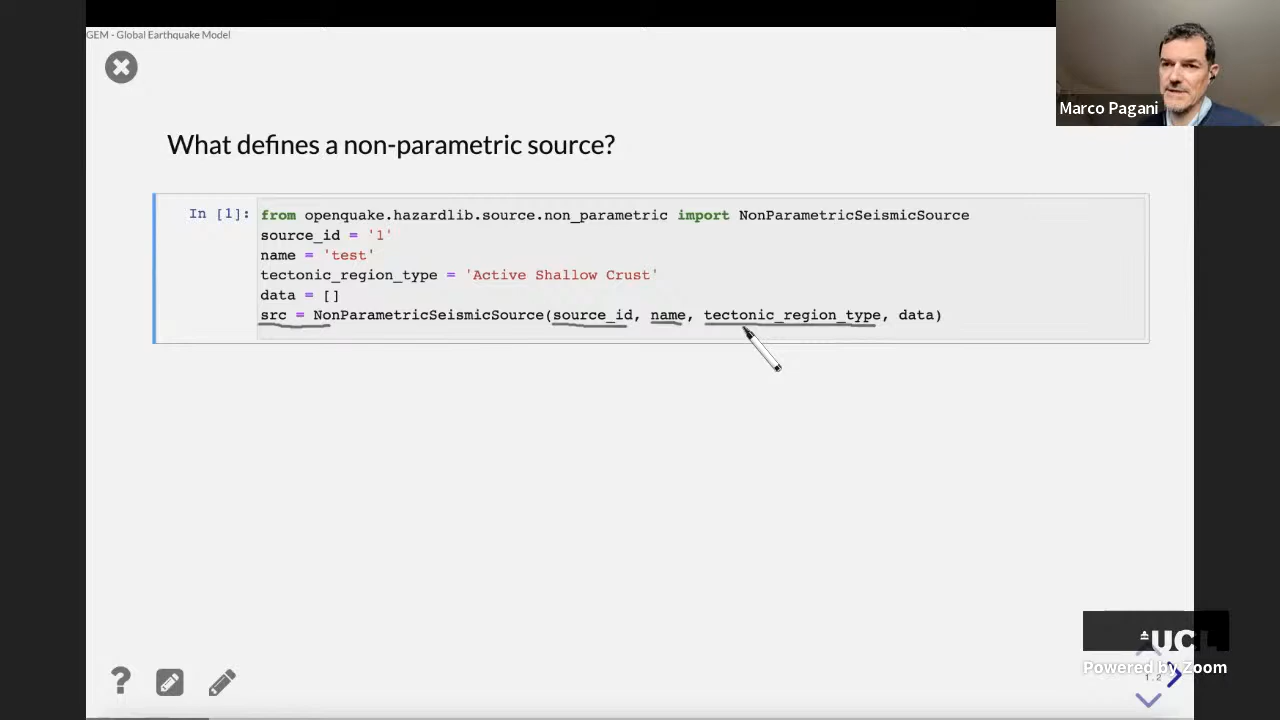 GEM - Global Earthquake Model
Marco Pagani
What defines a non-parametric source?
In [1]:
from openquake.hazardlib.source.non_parametric import NonParametricSeismicSource
source_id = '1'
name = 'test'
tectonic_region_type = 'Active Shallow Crust'
data = []
src = NonParametricSeismicSource(source_id, name, tectonic_region_type, data)
?
UCL
Powered by Zoom
1.2